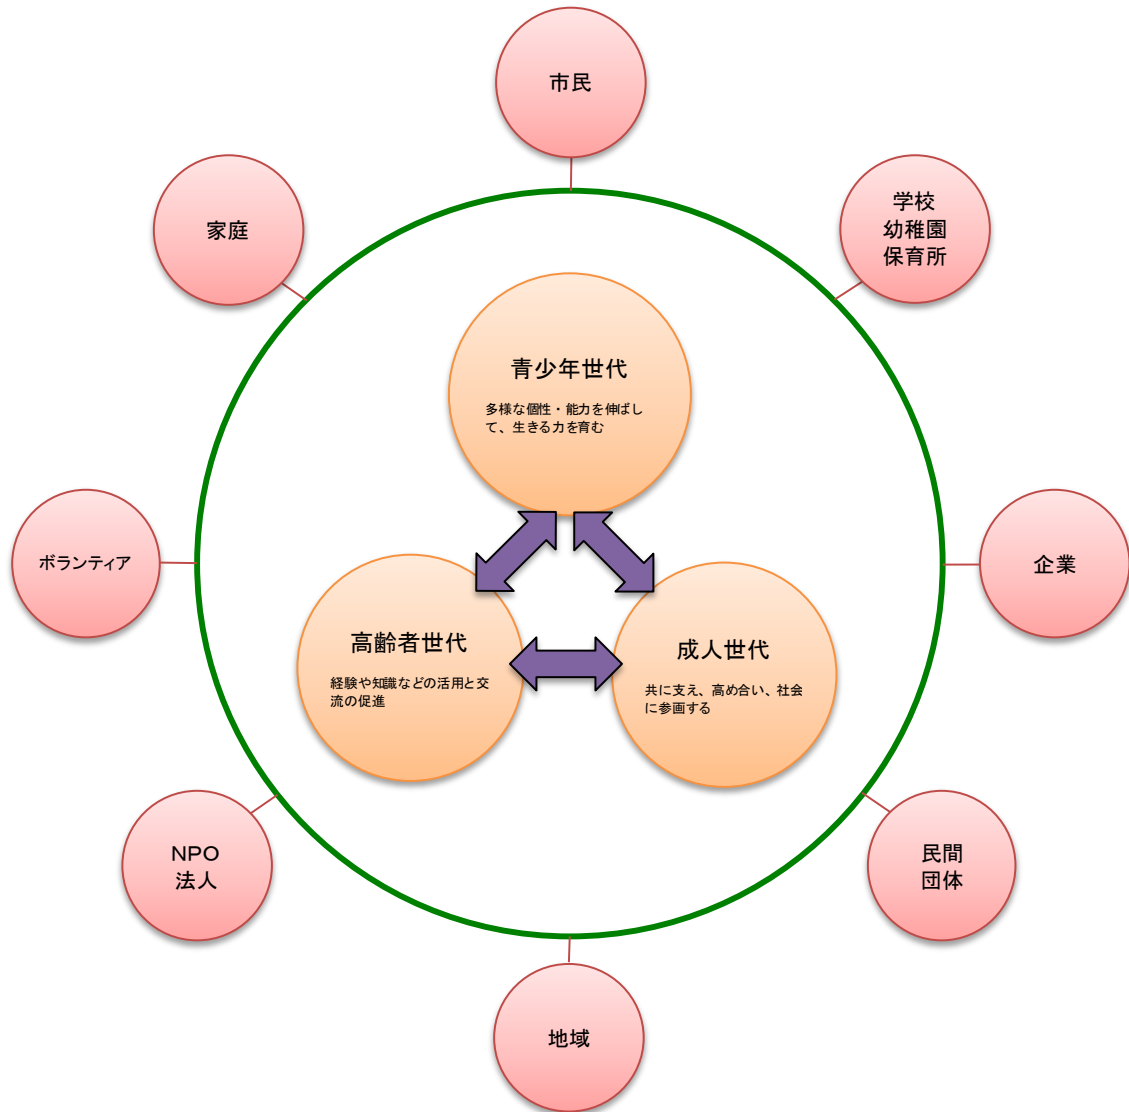 市民
家庭
学校
幼稚園
保育所
青少年世代
多様な個性・能力を伸ばし
て、生きる力を育む
ボランティア
企業
高齢者世代
経験や知識などの活用と交
流の促進
成人世代
共に支え、高め合い、社会
に参画する
NPO
法人
民間
団体
地域